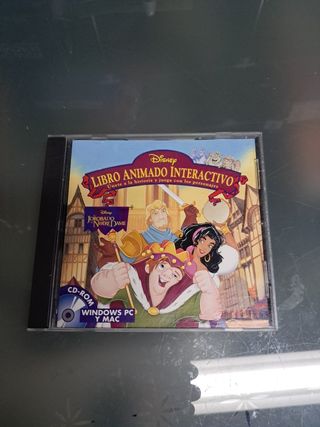 Disney
LIBRO ANIMADO INTERACTIVO
Únete a la historia y juega con los personajes
Disney
JOROBADO
NOTRE DAME
CD-ROM
WINDOWS PC
Y MAC